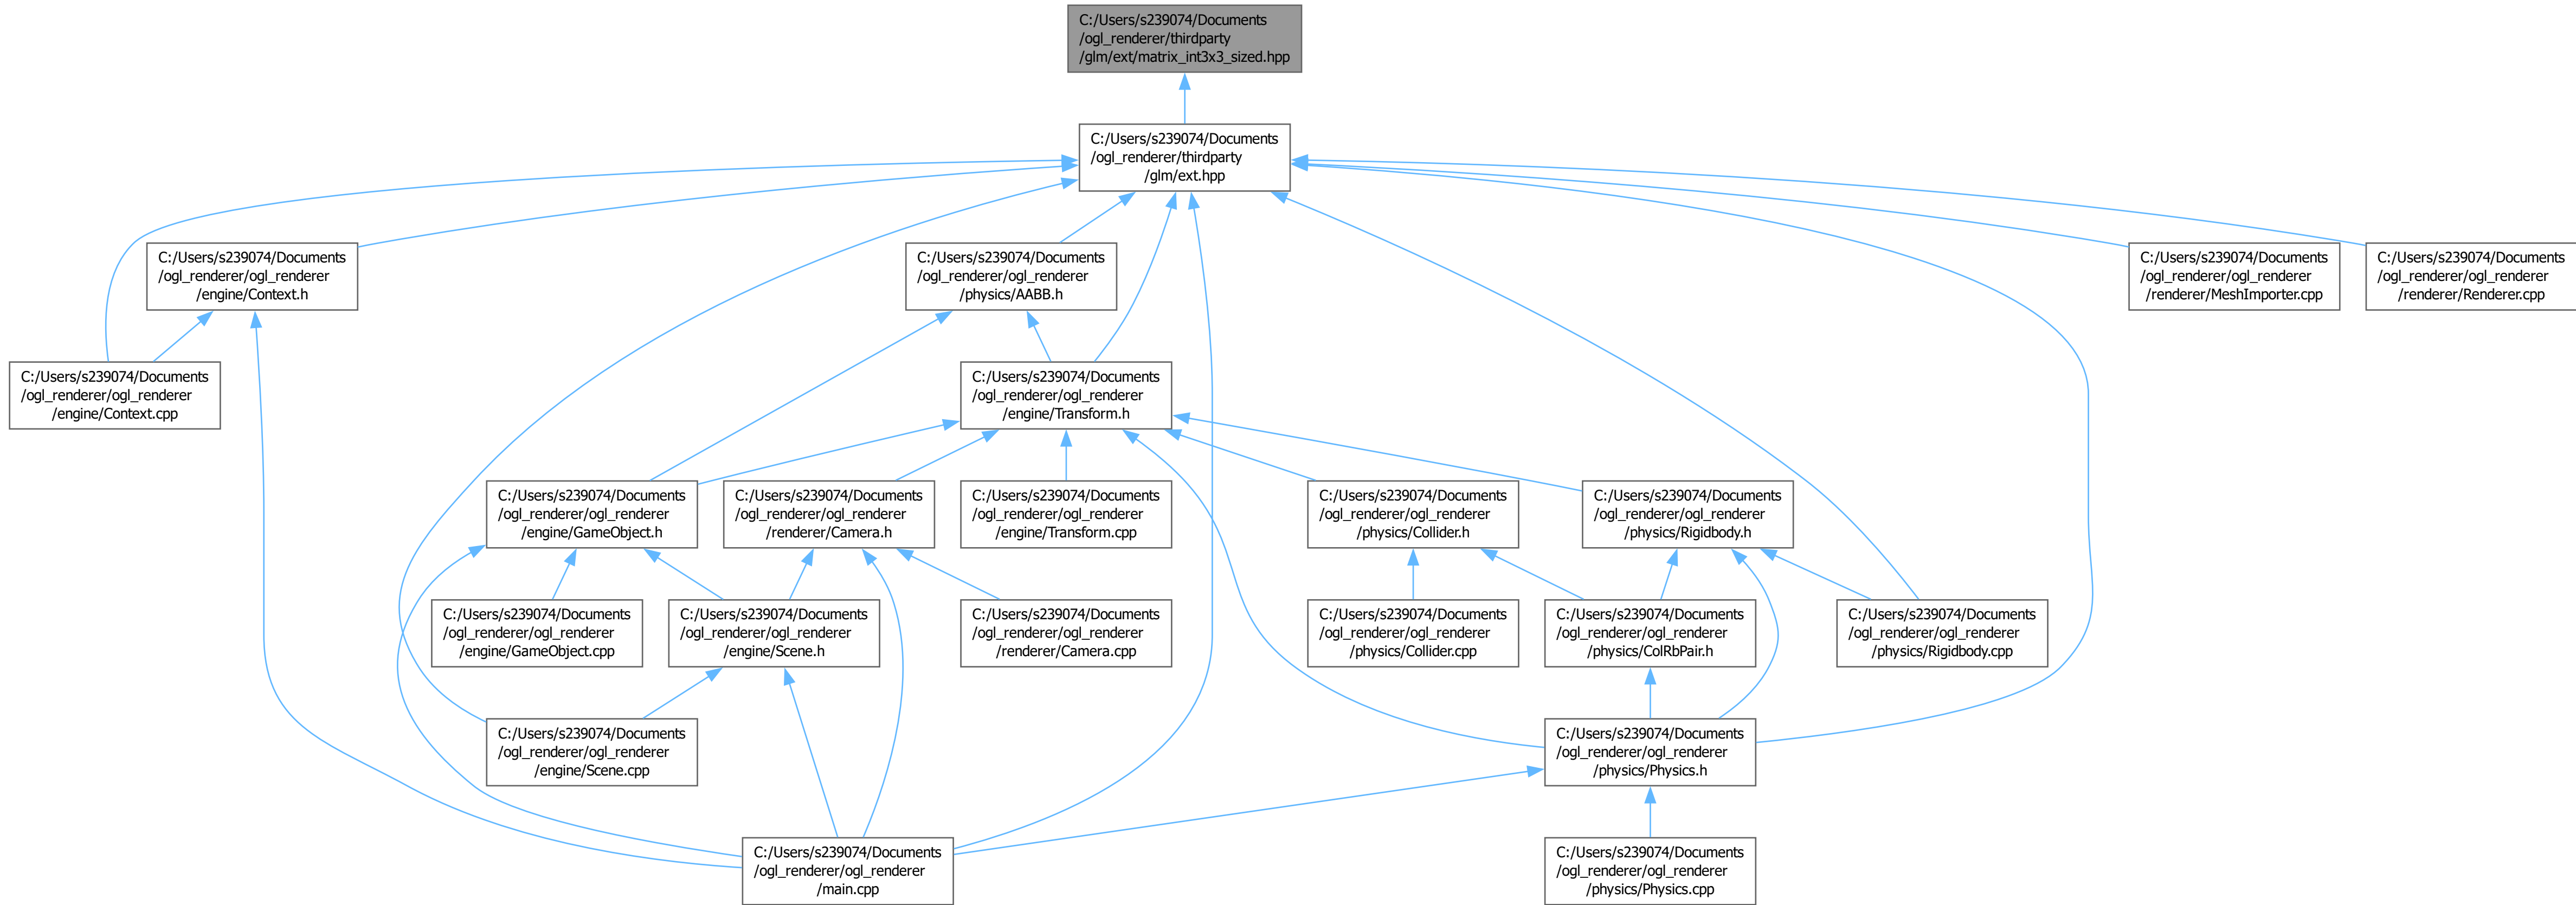 C:/Users/s239074/Documents
/ogl_renderer/thirdparty
/glm/ext/matrix_int3x3_sized.hpp
C:/Users/s239074/Documents
/ogl_renderer/thirdparty
/glm/ext.hpp
C:/Users/s239074/Documents
/ogl_renderer/ogl_renderer
/engine/Context.h
C:/Users/s239074/Documents
/ogl_renderer/ogl_renderer
/physics/AABB.h
C:/Users/s239074/Documents
/ogl_renderer/ogl_renderer
/renderer/MeshImporter.cpp
C:/Users/s239074/Documents
/ogl_renderer/ogl_renderer
/renderer/Renderer.cpp
C:/Users/s239074/Documents
/ogl_renderer/ogl_renderer
/engine/Context.cpp
C:/Users/s239074/Documents
/ogl_renderer/ogl_renderer
/engine/Transform.h
C:/Users/s239074/Documents
/ogl_renderer/ogl_renderer
/engine/GameObject.h
C:/Users/s239074/Documents
/ogl_renderer/ogl_renderer
/renderer/Camera.h
C:/Users/s239074/Documents
/ogl_renderer/ogl_renderer
/engine/Transform.cpp
C:/Users/s239074/Documents
/ogl_renderer/ogl_renderer
/physics/Collider.h
C:/Users/s239074/Documents
/ogl_renderer/ogl_renderer
/physics/Rigidbody.h
C:/Users/s239074/Documents
/ogl_renderer/ogl_renderer
/engine/GameObject.cpp
C:/Users/s239074/Documents
/ogl_renderer/ogl_renderer
/engine/Scene.h
C:/Users/s239074/Documents
/ogl_renderer/ogl_renderer
/renderer/Camera.cpp
C:/Users/s239074/Documents
/ogl_renderer/ogl_renderer
/physics/Collider.cpp
C:/Users/s239074/Documents
/ogl_renderer/ogl_renderer
/physics/ColRbPair.h
C:/Users/s239074/Documents
/ogl_renderer/ogl_renderer
/physics/Rigidbody.cpp
C:/Users/s239074/Documents
/ogl_renderer/ogl_renderer
/engine/Scene.cpp
C:/Users/s239074/Documents
/ogl_renderer/ogl_renderer
/physics/Physics.h
C:/Users/s239074/Documents
/ogl_renderer/ogl_renderer
/main.cpp
C:/Users/s239074/Documents
/ogl_renderer/ogl_renderer
/physics/Physics.cpp